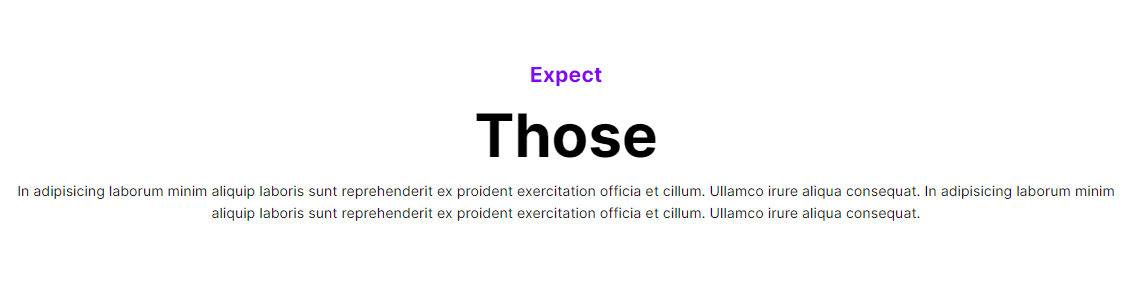 Expect
Those
In adipisicing laborum minim aliquip laboris sunt reprehenderit ex proident exercitation officia et cillum. Ullamco irure aliqua consequat. In adipisicing laborum minim
aliquip laboris sunt reprehenderit ex proident exercitation officia et cillum. Ullamco irure aliqua consequat.